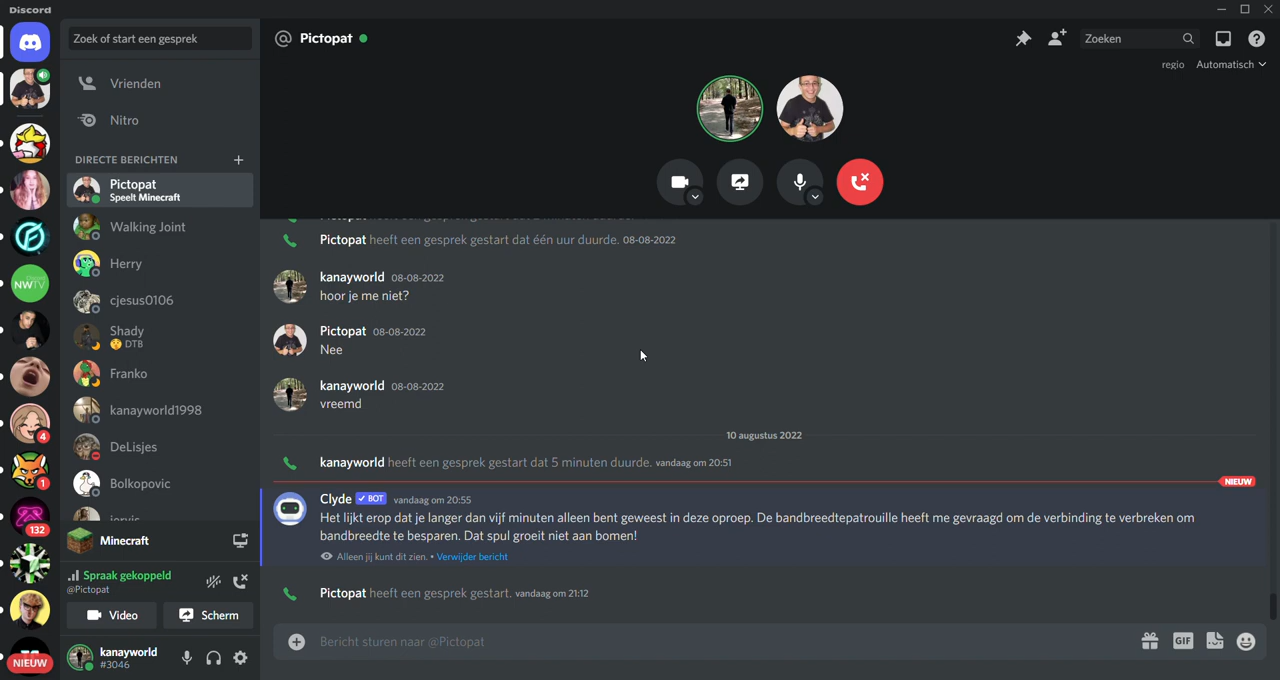 Discord
Zoek of start een gesprek
Pictopat
Zoeken
regio Automatisch
Vrienden
Nitro
DIRECTE BERICHTEN
Pictopat
Speelt Minecraft
Walking Joint
Herry
cjesus0106
Shady
DTB
Franko
kanayworld1998
DeLisjes
Bolkopovic
Minecraft
Spraak gekoppeld
@Pictopat
Video
Scherm
kanayworld
#3046
NWTV
4
1
132
NIEUW
Pictopat heeft een gesprek gestart dat één uur duurde. 08-08-2022
kanayworld 08-08-2022
hoor je me niet?
Pictopat 08-08-2022
Nee
kanayworld 08-08-2022
vreemd
10 augustus 2022
kanayworld heeft een gesprek gestart dat 5 minuten duurde. vandaag om 20:51
NIEUW
Clyde BOT vandaag om 20:55
Het lijkt erop dat je langer dan vijf minuten alleen bent geweest in deze oproep. De bandbreedtepatrouille heeft me gevraagd om de verbinding te verbreken om
bandbreedte te besparen. Dat spul groeit niet aan bomen!
Alleen jij kunt dit zien. • Verwijder bericht
Pictopat heeft een gesprek gestart. vandaag om 21:12
Bericht sturen naar @Pictopat
GIF